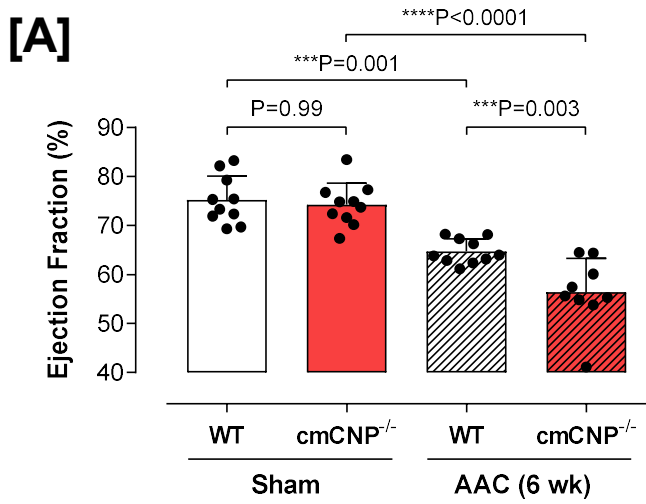 [A]
****P<0.0001
***P=0.001
P=0.99 ***P=0.003
Ejection Fraction (%)
90
80
70
60
50
40
WT cmCNP-/- WT cmCNP-/-
Sham AAC (6 wk)